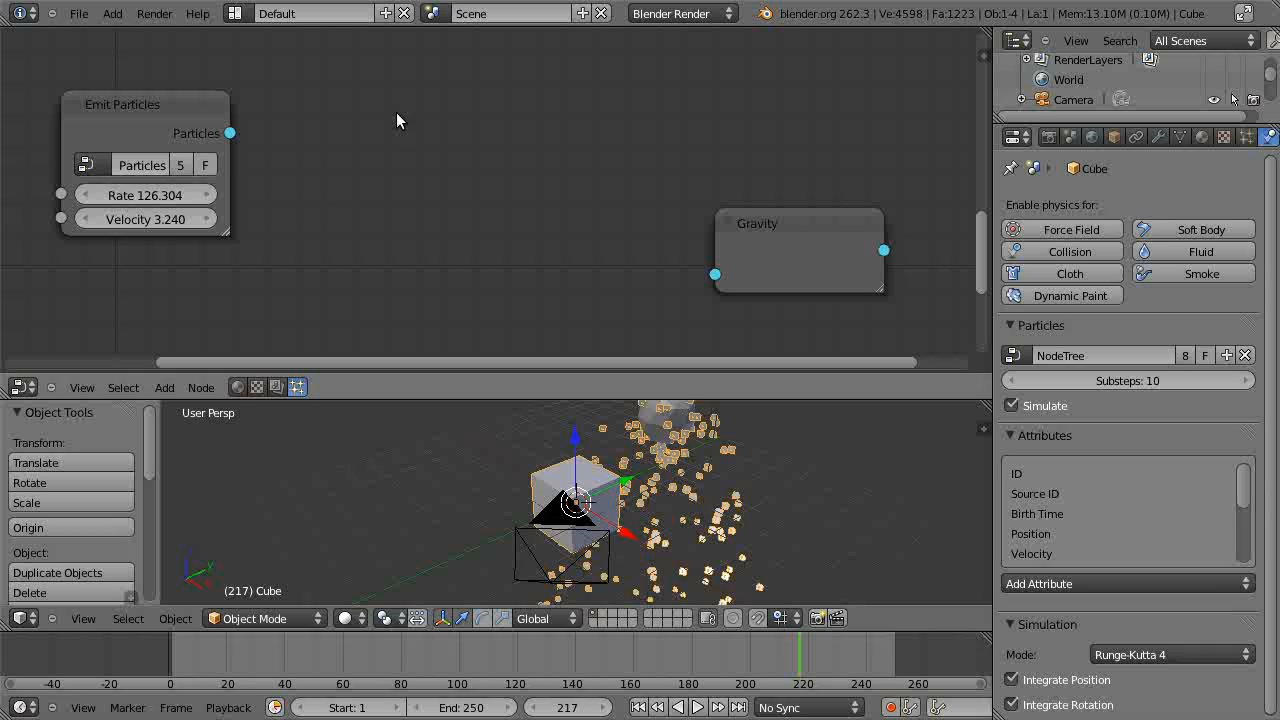 File Add Render Help Default Scene Blender Render blender.org 262.3 | Ve:4598 | Fa:1223 | Ob:1-4 | La:1 | Mem:13.10M (0.10M) | Cube
Emit Particles
Particles
Particles 5 F
Rate 126.304
Velocity 3.240
Gravity
View Select Add Node
View Search All Scenes
RenderLayers
World
Camera
Cube
Enable physics for:
Force Field Soft Body
Collision Fluid
Cloth Smoke
Dynamic Paint
Particles
NodeTree 8 F
Substeps: 10
Simulate
Attributes
ID
Source ID
Birth Time
Position
Velocity
Add Attribute
Simulation
Mode: Runge-Kutta 4
Integrate Position
Integrate Rotation
Object Tools
Transform:
Translate
Rotate
Scale
Origin
Object:
Duplicate Objects
Delete
User Persp
(217) Cube
View Select Object Object Mode Global
-40 -20 0 20 40 60 80 100 120 140 160 180 200 220 240 260
View Marker Frame Playback Start: 1 End: 250 217 No Sync